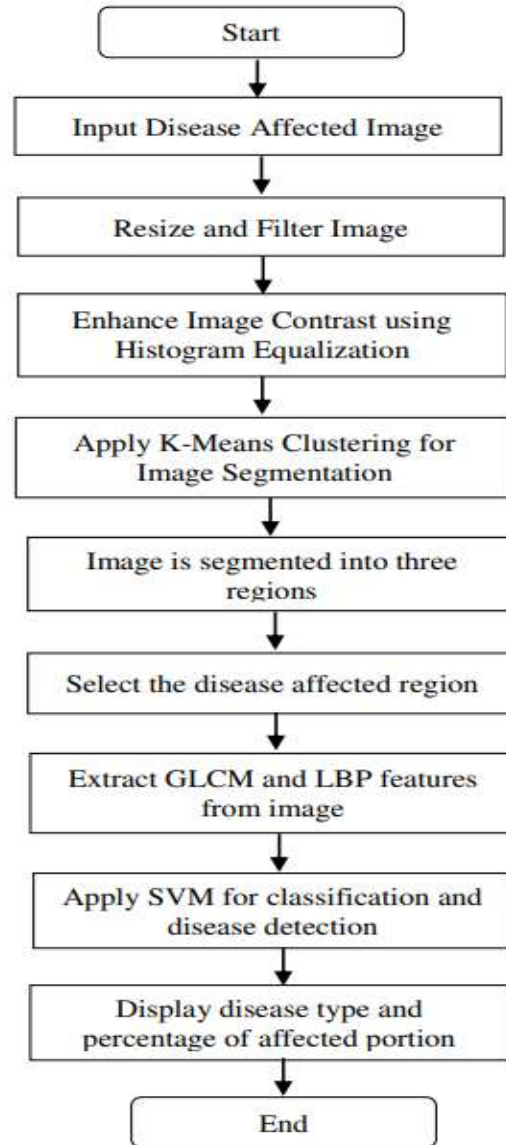 Start
Input Disease Affected Image
Resize and Filter Image
Enhance Image Contrast using
Histogram Equalization
Apply K-Means Clustering for
Image Segmentation
Image is segmented into three
regions
Select the disease affected region
Extract GLCM and LBP features
from image
Apply SVM for classification and
disease detection
Display disease type and
percentage of affected portion
End